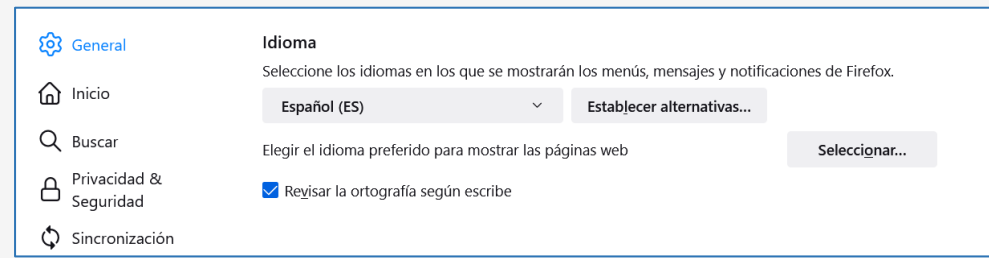 General
Inicio
Buscar
Privacidad &
Seguridad
Sincronización
Idioma
Seleccione los idiomas en los que se mostrarán los menús, mensajes y notificaciones de Firefox.
Español (ES)
Establecer alternativas...
Elegir el idioma preferido para mostrar las páginas web
Seleccionar...
Revisar la ortografía según escribe